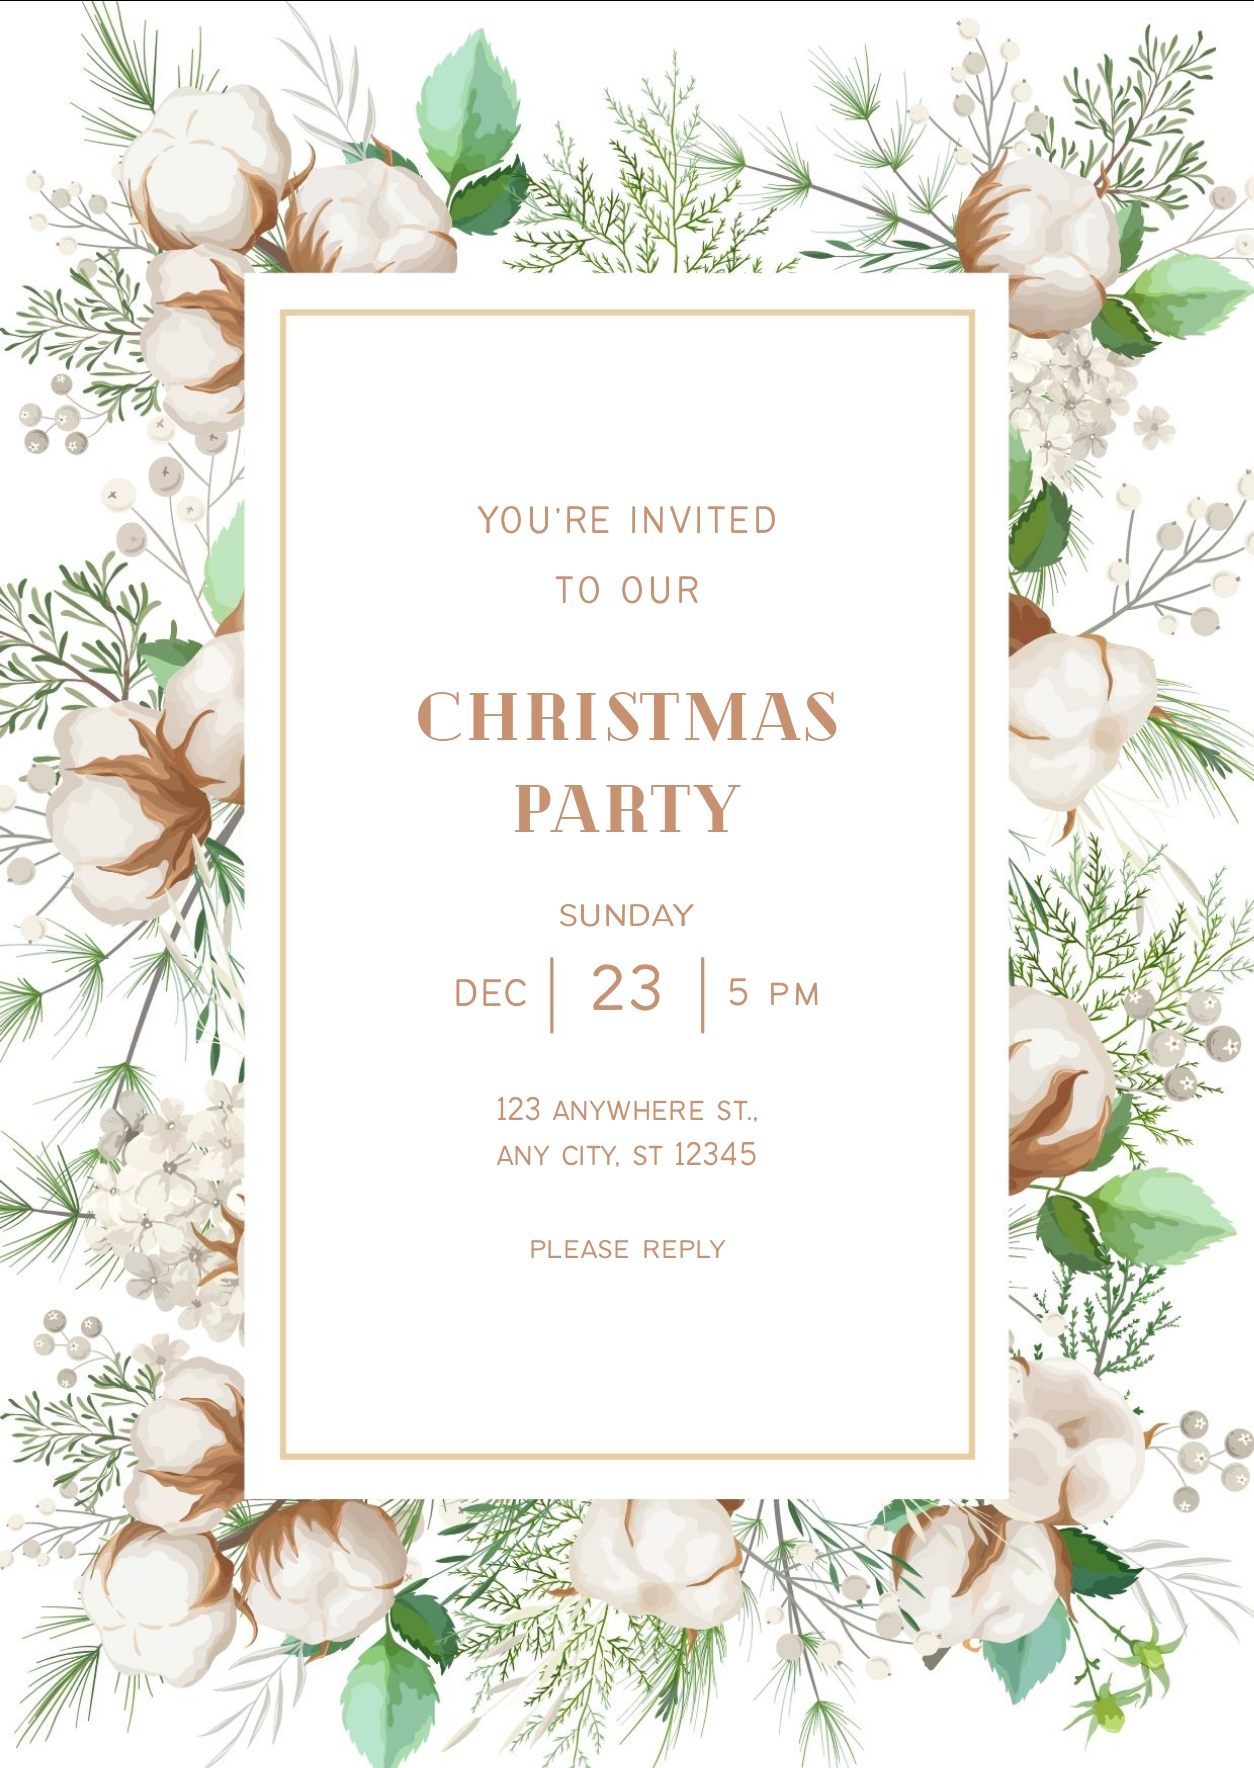 YOU'RE INVITED
TO OUR
CHRISTMAS
PARTY
SUNDAY
DEC 23 5 PM
123 ANYWHERE ST.,
ANY CITY, ST 12345
PLEASE REPLY